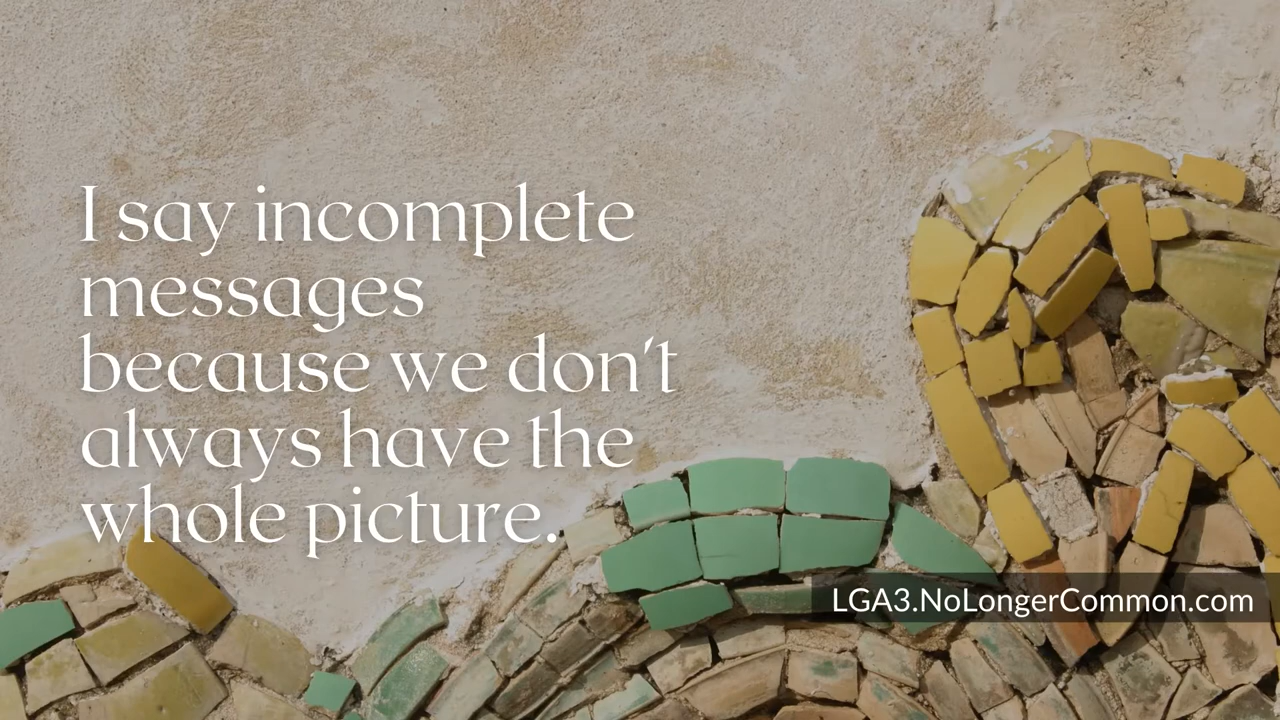 I say incomplete
messages
because we don't
always have the
whole picture.
LGA3.NoLongerCommon.com